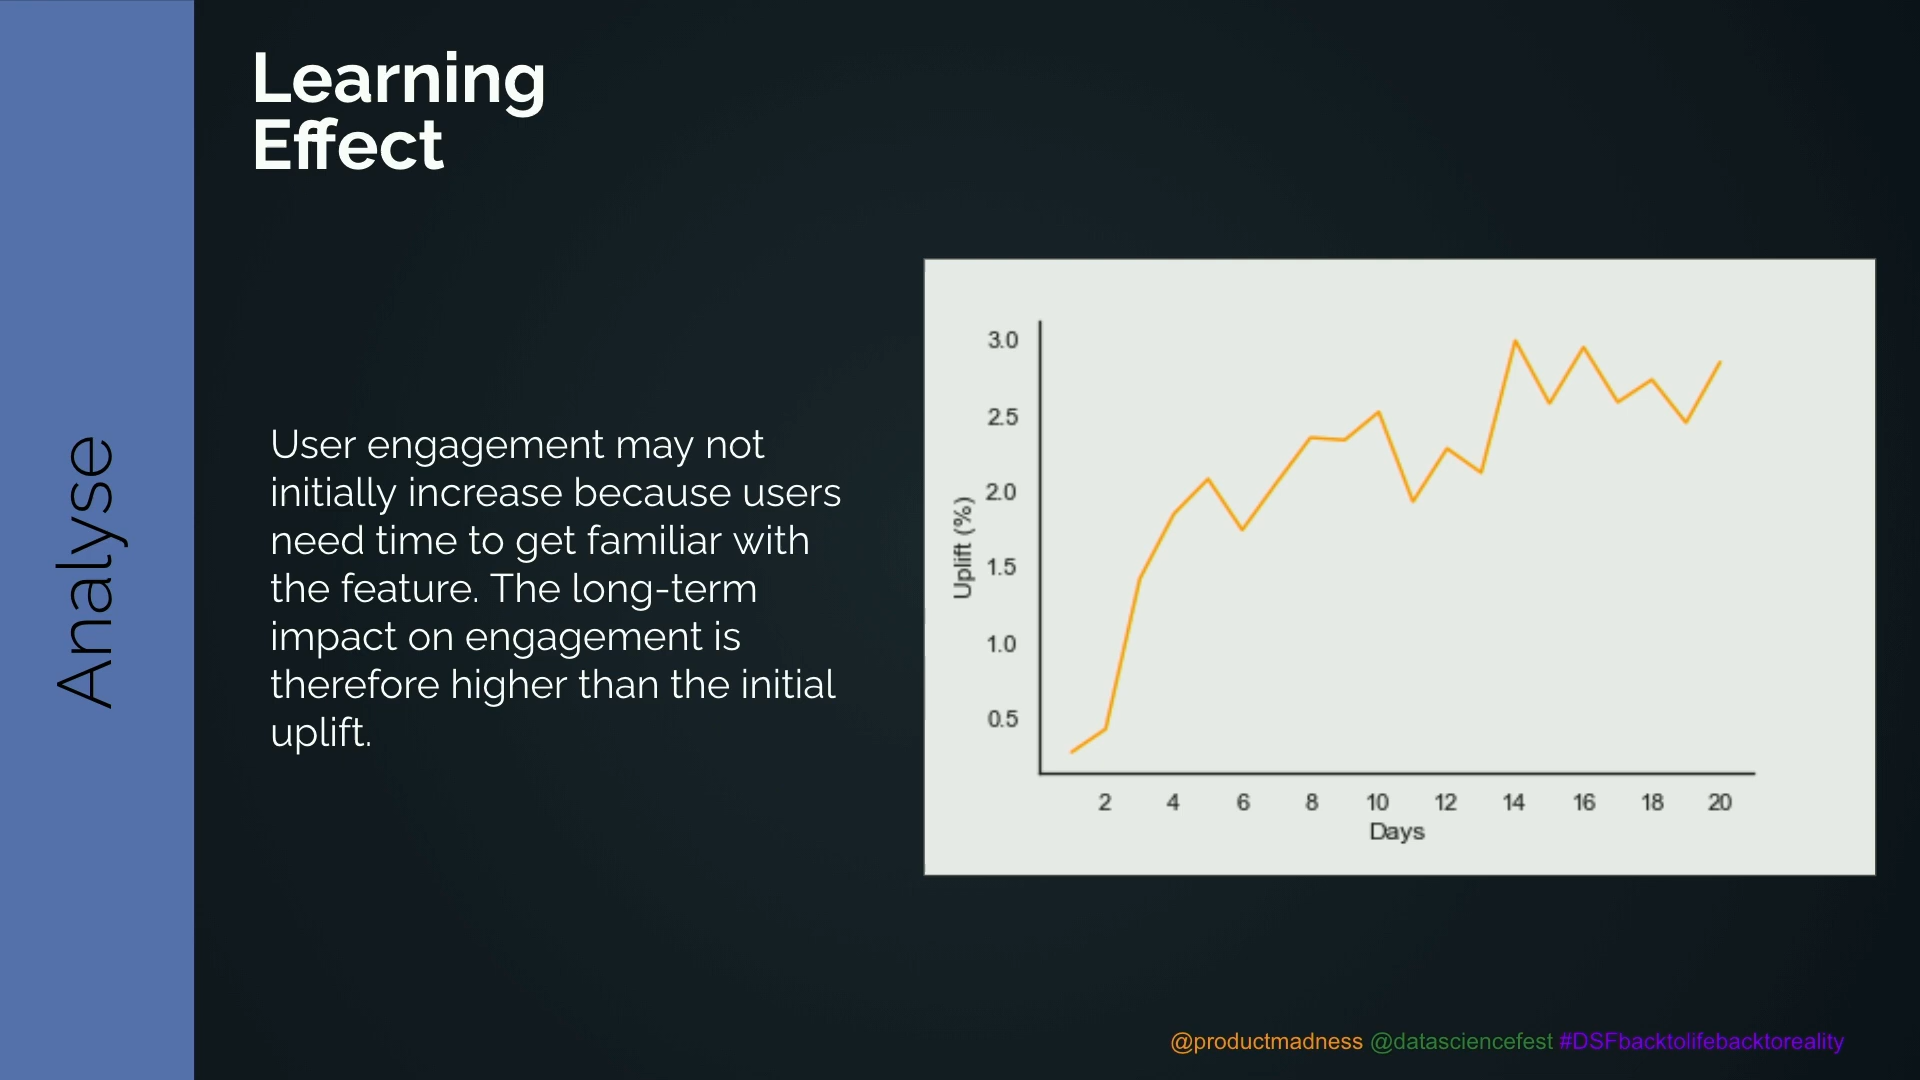 Learning
Effect
Analyse
User engagement may not
initially increase because users
need time to get familiar with
the feature. The long-term
impact on engagement is
therefore higher than the initial
uplift.
3.0
2.5
2.0
1.5
1.0
0.5
Uplift (%)
2 4 6 8 10 12 14 16 18 20
Days
@productmadness @datasciencefest #DSFbacktolifebacktoreality